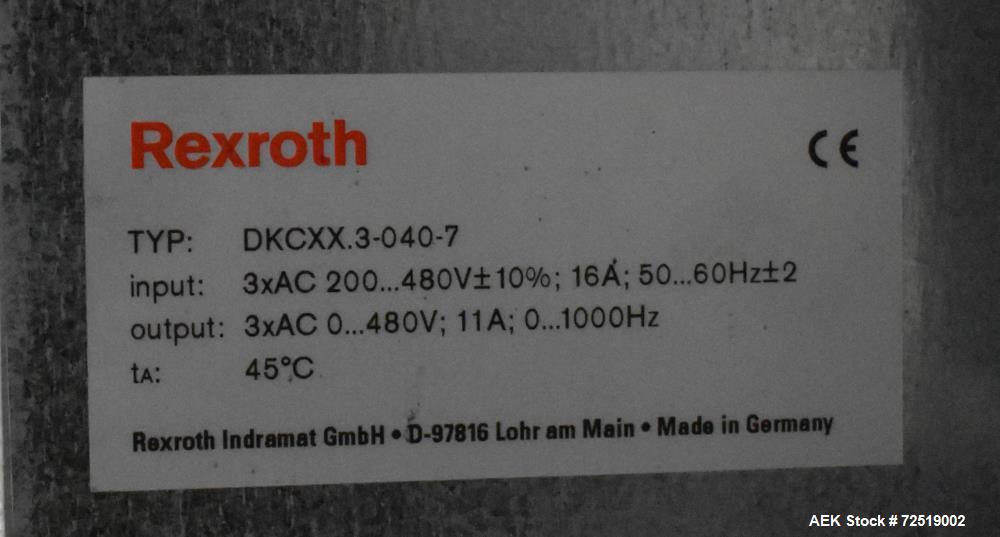 Rexroth
CE
TYP: DKCXX.3-040-7
input: 3xAC 200...480V±10%; 16A; 50...60Hz±2
output: 3xAC 0...480V; 11A; 0...1000Hz
tA: 45°C
Rexroth Indramat GmbH • D-97816 Lohr am Main • Made in Germany
AEK Stock # 72519002